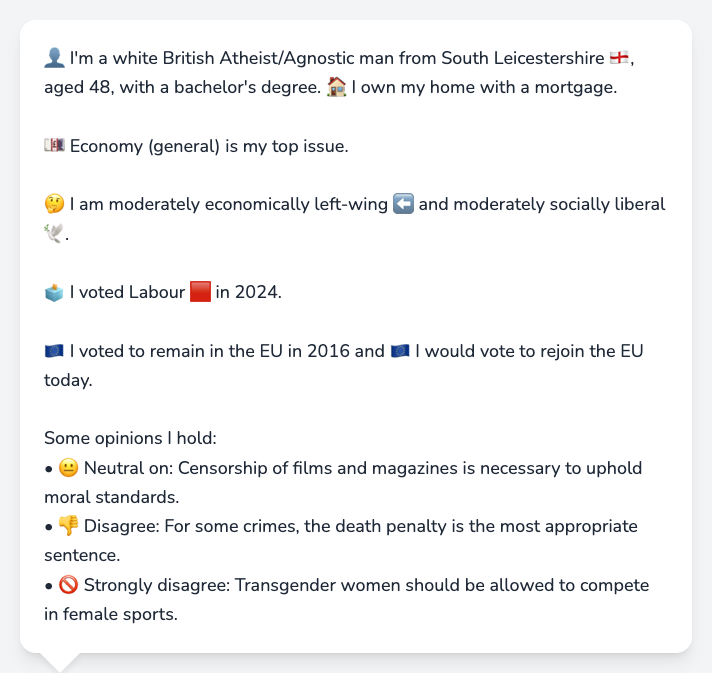 👤 I'm a white British Atheist/Agnostic man from South Leicestershire 🏴󠁧󠁢󠁥󠁮󠁧󠁿,
aged 48, with a bachelor's degree. 🏠 I own my home with a mortgage.
💷 Economy (general) is my top issue.
🤔 I am moderately economically left-wing ⬅️ and moderately socially liberal
🕊️.
🗳️ I voted Labour 🟥 in 2024.
🇪🇺 I voted to remain in the EU in 2016 and 🇪🇺 I would vote to rejoin the EU
today.
Some opinions I hold:
• 😐 Neutral on: Censorship of films and magazines is necessary to uphold
moral standards.
• 👎 Disagree: For some crimes, the death penalty is the most appropriate
sentence.
• 🚫 Strongly disagree: Transgender women should be allowed to compete
in female sports.